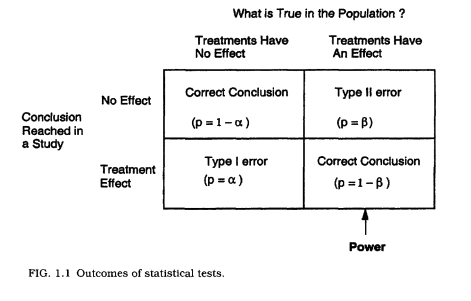 What is True in the Population ?
Treatments Have
No Effect
Treatments Have
An Effect
Conclusion
Reached in
a Study
No Effect
Correct Conclusion
(p = 1 – α )
Type II error
(p = β)
Treatment
Effect
Type I error
(p = α)
Correct Conclusion
(p = 1 – β )
Power
FIG. 1.1 Outcomes of statistical tests.